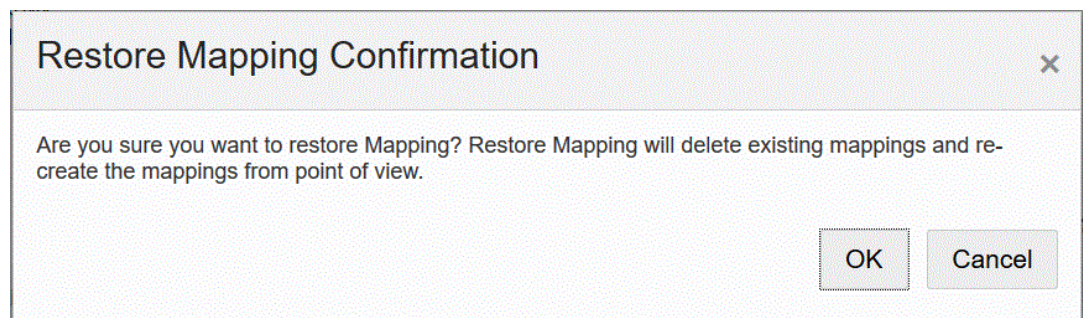 Restore Mapping Confirmation
×
Are you sure you want to restore Mapping? Restore Mapping will delete existing mappings and re-
create the mappings from point of view.
OK
Cancel